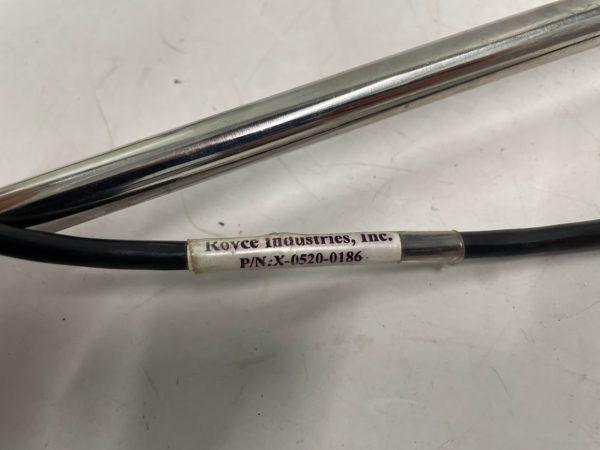 Royce Industries, Inc.
P/N:X-0520-0186